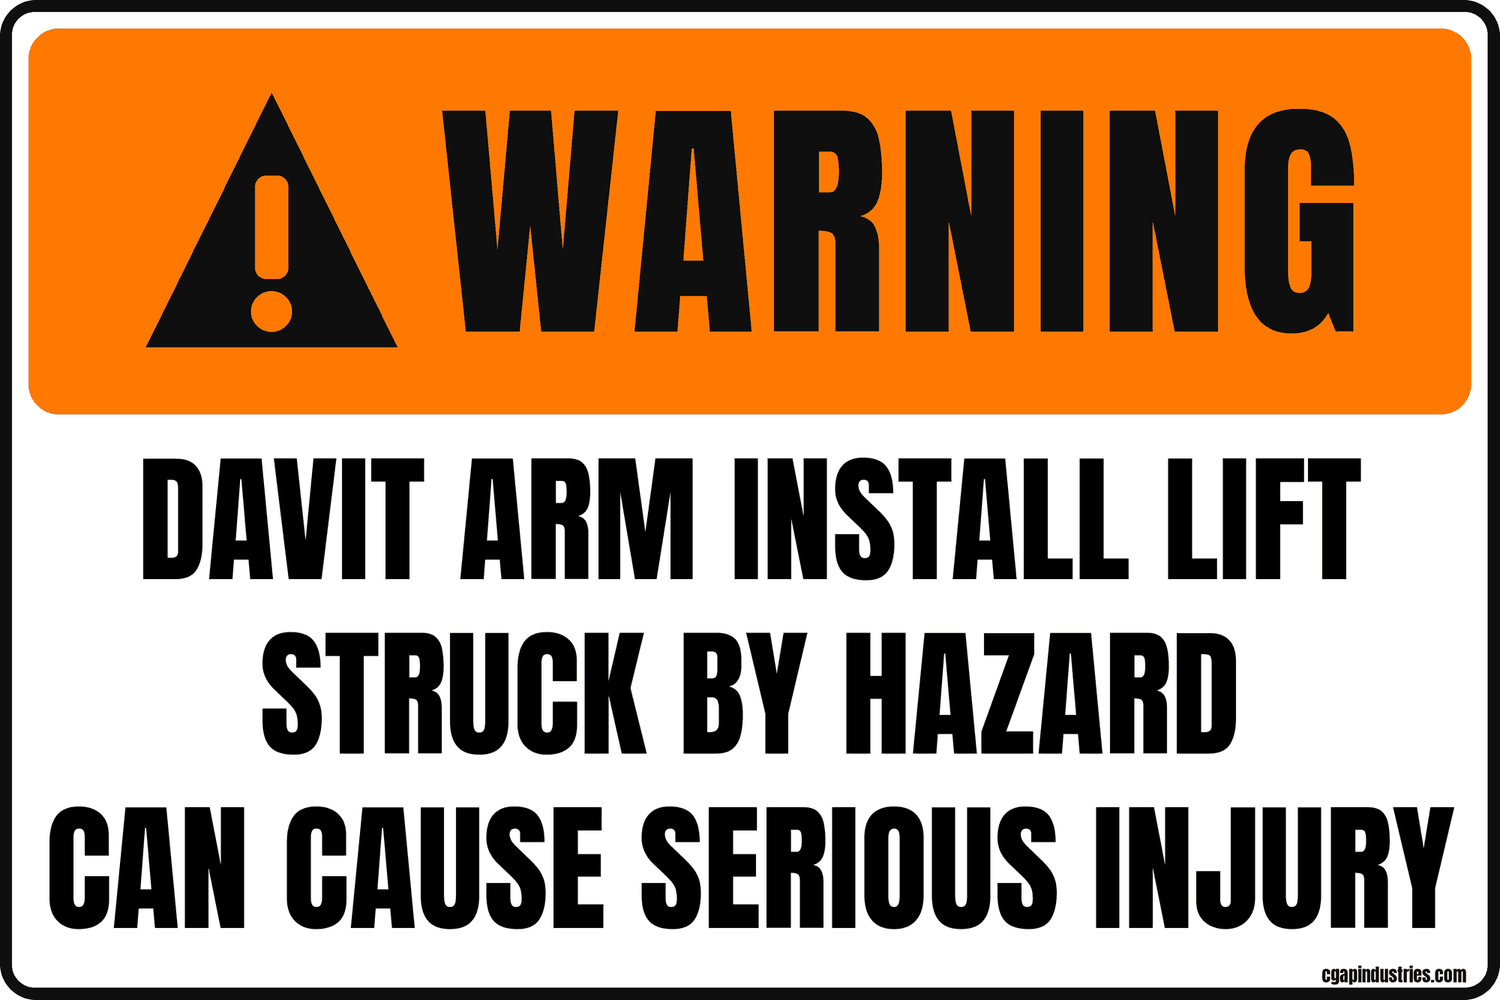 WARNING
DAVIT ARM INSTALL LIFT
STRUCK BY HAZARD
CAN CAUSE SERIOUS INJURY
cgapindustries.com